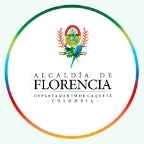 ALCALDÍA DE
FLORENCIA
DEPARTAMENTO DE CAQUETÁ
- COLOMBIA -